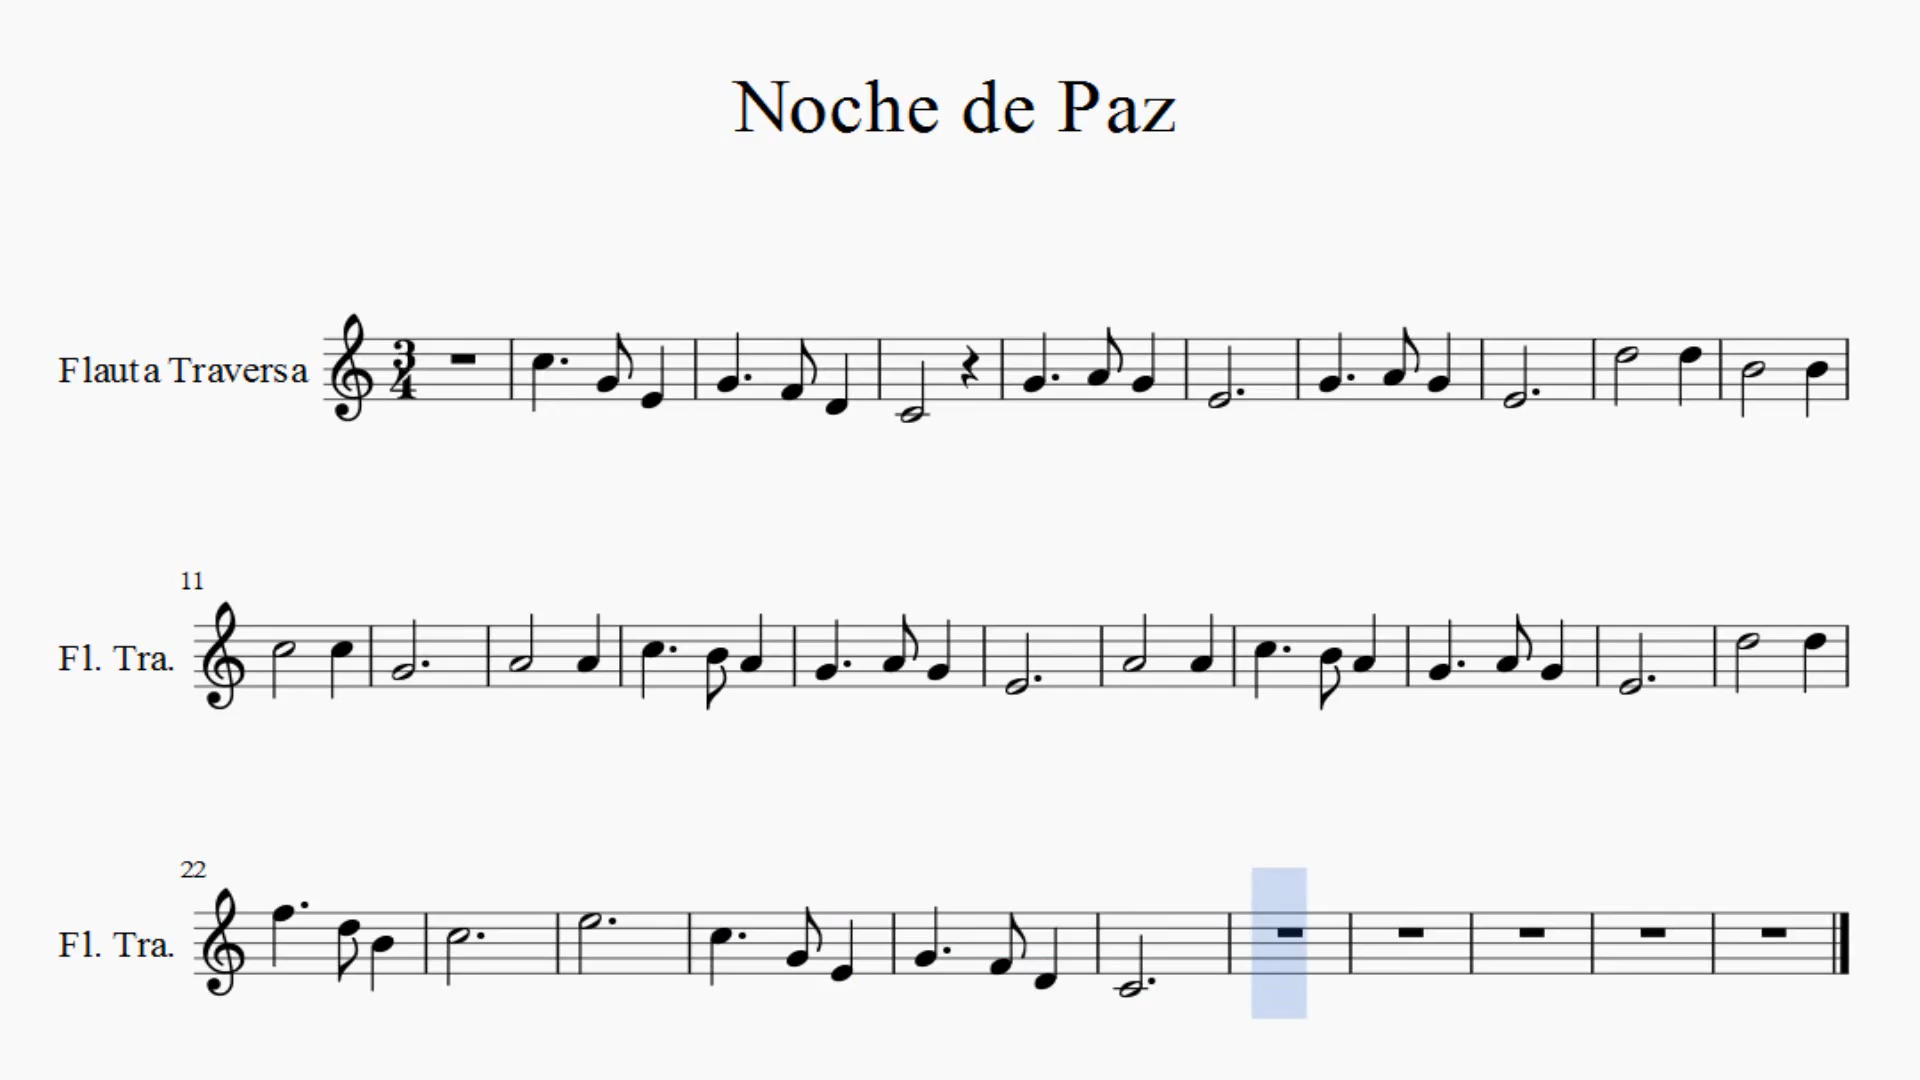 Noche de Paz
Flauta Traversa
3
4
11
Fl. Tra.
22
Fl. Tra.